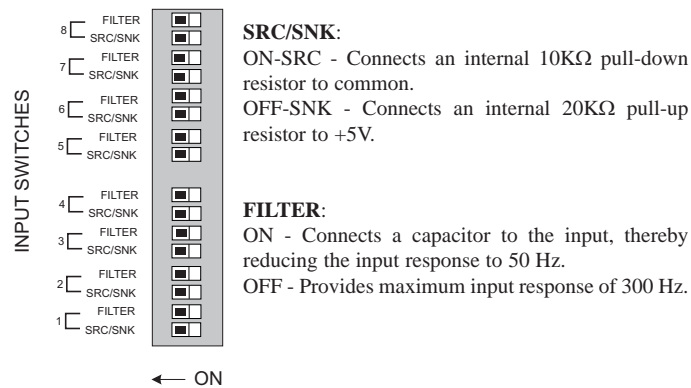 INPUT SWITCHES
8
FILTER
SRC/SNK
7
FILTER
SRC/SNK
6
FILTER
SRC/SNK
5
FILTER
SRC/SNK
4
FILTER
SRC/SNK
3
FILTER
SRC/SNK
2
FILTER
SRC/SNK
1
FILTER
SRC/SNK
ON
SRC/SNK:
ON-SRC - Connects an internal 10KΩ pull-down
resistor to common.
OFF-SNK - Connects an internal 20KΩ pull-up
resistor to +5V.
FILTER:
ON - Connects a capacitor to the input, thereby
reducing the input response to 50 Hz.
OFF - Provides maximum input response of 300 Hz.